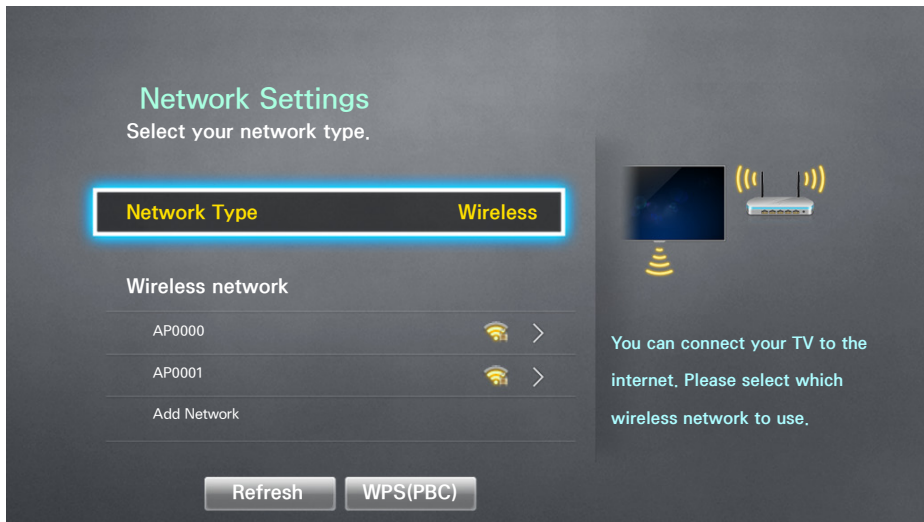 Network Settings
Select your network type.
Network Type Wireless
Wireless network
AP0000
AP0001
Add Network
Refresh WPS(PBC)
You can connect your TV to the
internet. Please select which
wireless network to use.